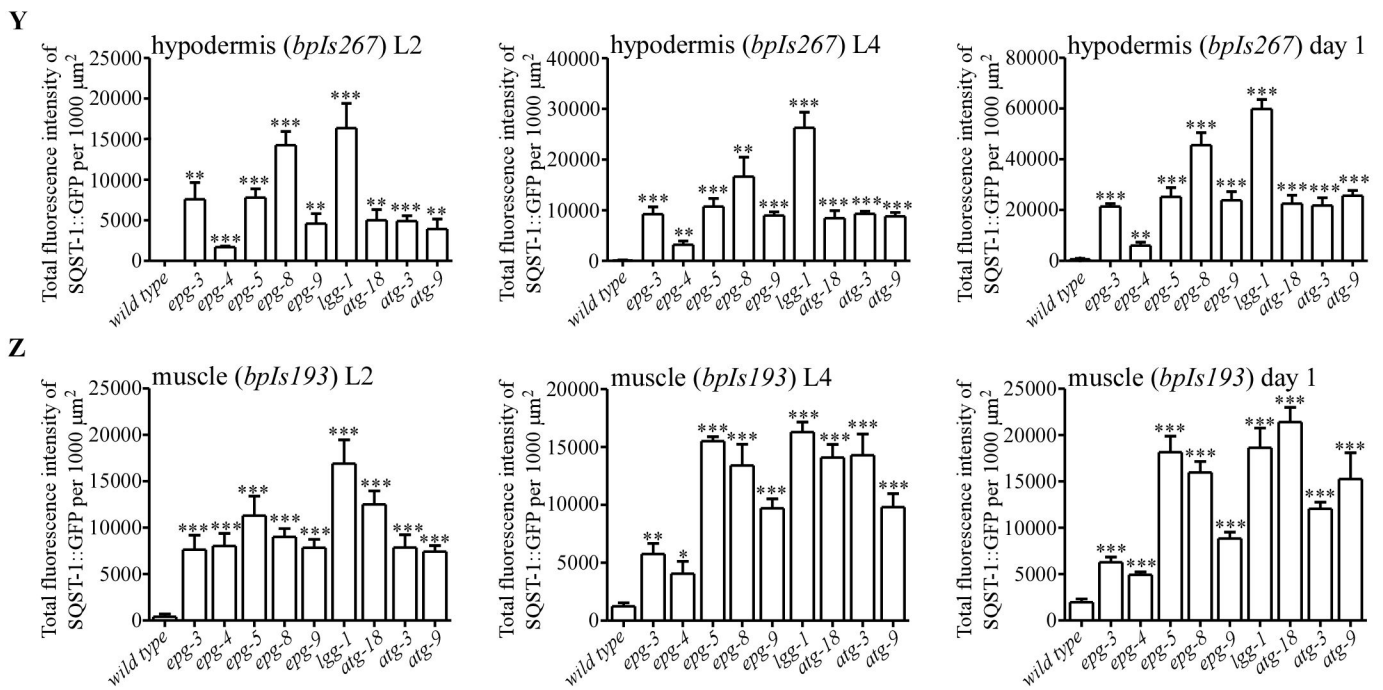 Y
hypodermis (bpIs267) L2
Total fluorescence intensity of
SQST-1::GFP per 1000 µm²
25000
20000
15000
10000
5000
0
** *** *** *** ** *** ** *** **
wild type epg-3 epg-4 epg-5 epg-8 epg-9 lgg-1 atg-18 atg-3 atg-9
hypodermis (bpIs267) L4
Total fluorescence intensity of
SQST-1::GFP per 1000 µm²
40000
30000
20000
10000
0
*** ** *** ** *** *** *** *** ***
wild type epg-3 epg-4 epg-5 epg-8 epg-9 lgg-1 atg-18 atg-3 atg-9
hypodermis (bpIs267) day 1
Total fluorescence intensity of
SQST-1::GFP per 1000 µm²
80000
60000
40000
20000
0
*** ** *** *** *** *** *** *** ***
wild type epg-3 epg-4 epg-5 epg-8 epg-9 lgg-1 atg-18 atg-3 atg-9
Z
muscle (bpIs193) L2
Total fluorescence intensity of
SQST-1::GFP per 1000 µm²
25000
20000
15000
10000
5000
0
*** *** *** *** *** *** *** *** ***
wild type epg-3 epg-4 epg-5 epg-8 epg-9 lgg-1 atg-18 atg-3 atg-9
muscle (bpIs193) L4
Total fluorescence intensity of
SQST-1::GFP per 1000 µm²
20000
15000
10000
5000
0
** * *** *** *** *** *** *** ***
wild type epg-3 epg-4 epg-5 epg-8 epg-9 lgg-1 atg-18 atg-3 atg-9
muscle (bpIs193) day 1
Total fluorescence intensity of
SQST-1::GFP per 1000 µm²
25000
20000
15000
10000
5000
0
*** *** *** *** *** *** *** *** ***
wild type epg-3 epg-4 epg-5 epg-8 epg-9 lgg-1 atg-18 atg-3 atg-9